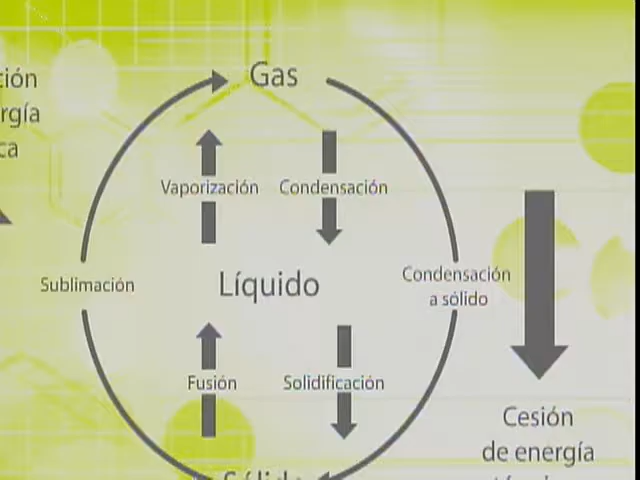 Gas
Vaporización
Condensación
Líquido
Sublimación
Condensación
a sólido
Fusión
Solidificación
Cesión
de energía